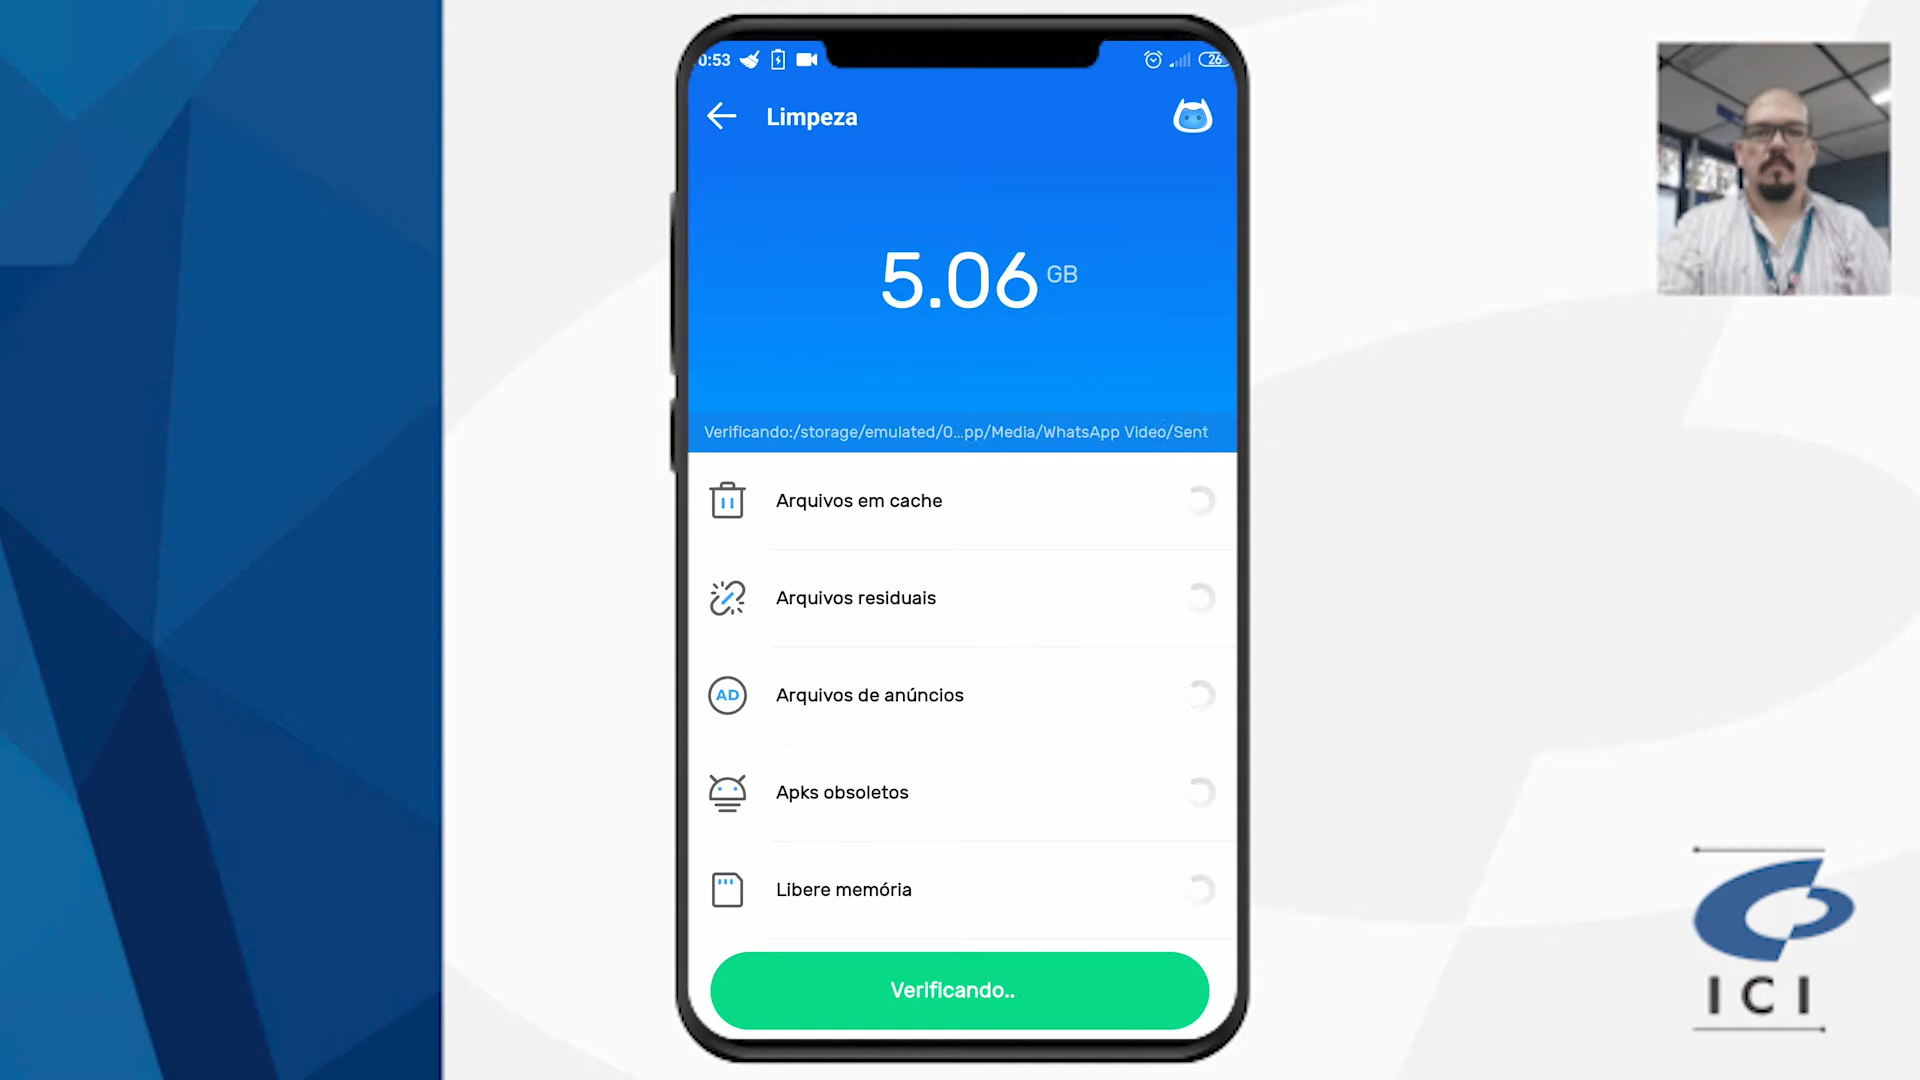 0:53
26
Limpeza
5.06 GB
Verificando:/storage/emulated/0...pp/Media/WhatsApp Video/Sent
Arquivos em cache
Arquivos residuais
AD
Arquivos de anúncios
Apks obsoletos
Libere memória
Verificando..
ICI